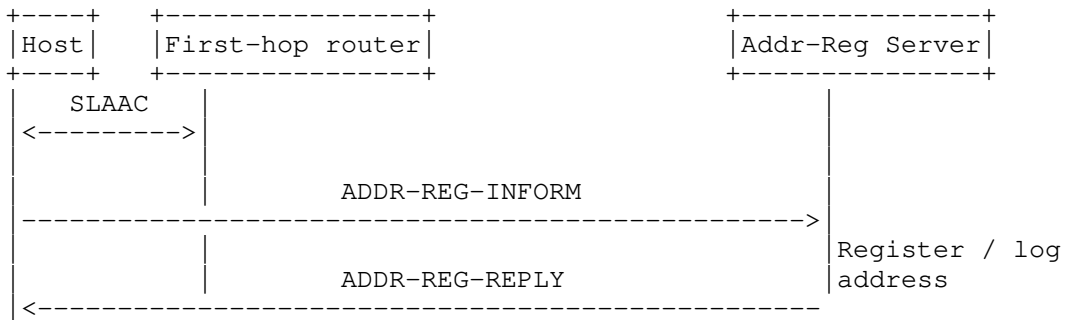 Host First-hop router Addr-Reg Server
SLAAC
ADDR-REG-INFORM
Register / log
ADDR-REG-REPLY address